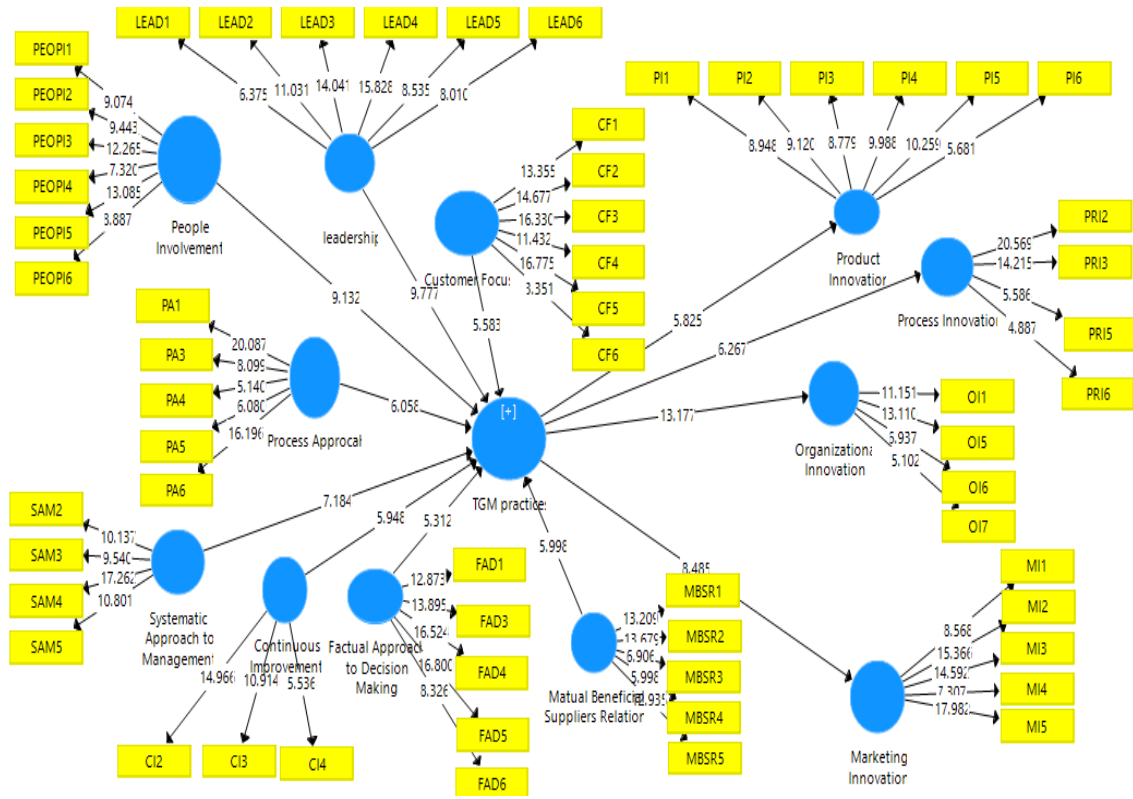 LEAD1 LEAD2 LEAD3 LEAD4 LEAD5 LEAD6
6.375 11.031 14.041 15.828 8.535 8.010
leadership
PEOPI1
PEOPI2
PEOPI3
PEOPI4
PEOPI5
PEOPI6
9.074
9.443
12.265
7.320
13.085
3.887
People
Involvement
PI1 PI2 PI3 PI4 PI5 PI6
8.948 9.120 8.779 9.988 10.259 5.681
Product
Innovation
CF1
CF2
CF3
CF4
CF5
CF6
13.355
14.677
16.330
11.432
16.775
3.351
Customer Focus
PRI2
PRI3
PRI5
PRI6
20.569
14.215
5.586
4.887
Process Innovation
9.132
9.777
5.583
5.825
6.267
PA1
PA3
PA4
PA5
PA6
20.087
8.099
5.140
6.080
16.196
Process Approcah
6.058
[+]
TGM practices
13.177
OI1
OI5
OI6
OI7
11.151
13.110
5.937
5.102
Organizational
Innovation
SAM2
SAM3
SAM4
SAM5
10.137
9.540
17.262
10.801
Systematic
Approach to
Management
7.184
5.948
5.312
5.998
8.485
Continuous
Improvement
14.966 10.914 5.536
CI2 CI3 CI4
Factual Approach
to Decision
Making
12.873
13.895
16.524
16.800
8.326
FAD1
FAD3
FAD4
FAD5
FAD6
Matual Beneficial
Suppliers Relation
13.209
13.679
6.906
5.998
MBSR1
MBSR2
MBSR3
MBSR4
MBSR5
MI1
MI2
MI3
MI4
MI5
8.568
15.366
14.592
7.307
17.982
Marketing
Innovation